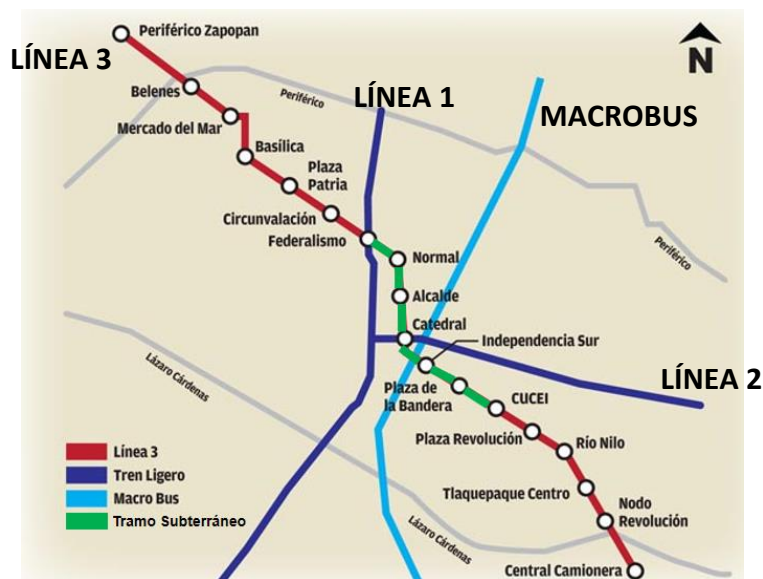 Periférico Zapopan
LÍNEA 3
N
Belenes
Periférico
LÍNEA 1
MACROBUS
Mercado del Mar
Basílica
Plaza
Patria
Circunvalación
Federalismo
Normal
Periférico
Alcalde
Catedral
Independencia Sur
Lázaro Cárdenas
LÍNEA 2
Plaza de
la Bandera
CUCEI
Plaza Revolución
Río Nilo
Línea 3
Tren Ligero
Macro Bus
Tramo Subterráneo
Tlaquepaque Centro
Nodo
Revolución
Lázaro Cárdenas
Central Camionera